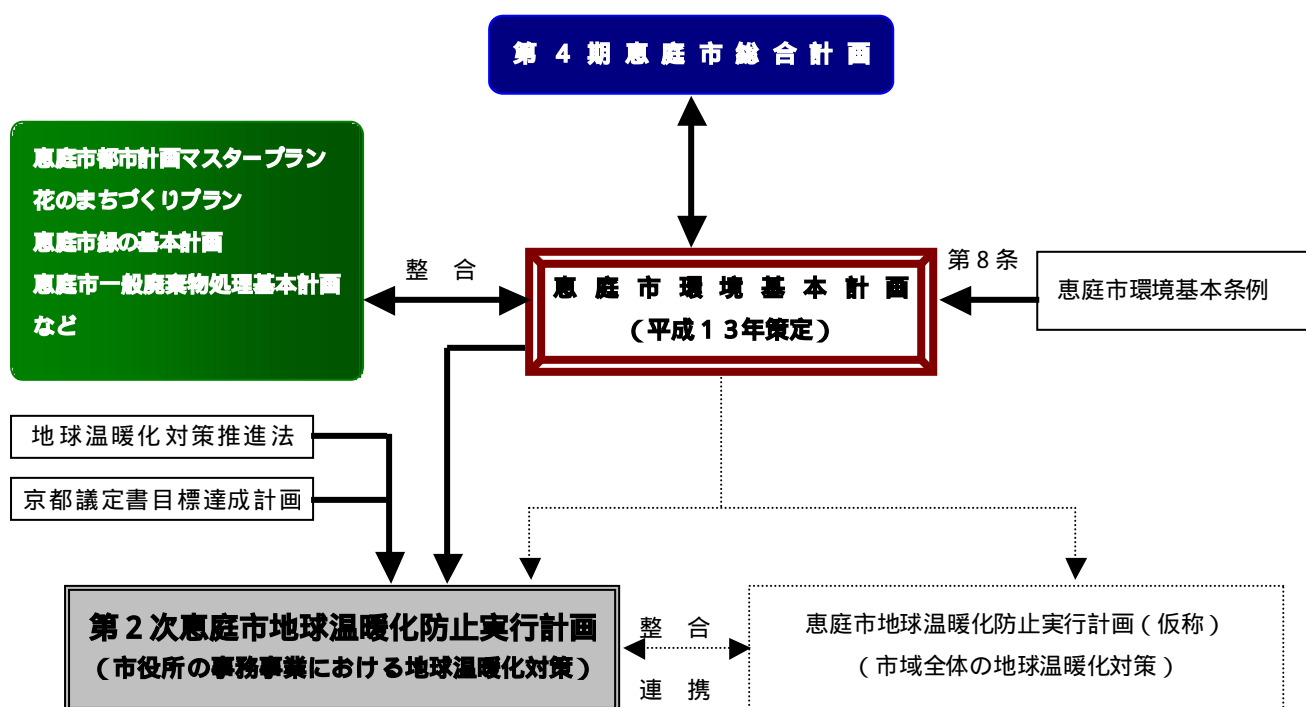 第４期恵庭市総合計画
恵庭市都市計画マスタープラン
花のまちづくりプラン
恵庭市緑の基本計画
恵庭市一般廃棄物処理基本計画
など
整　合
恵庭市環境基本計画
（平成１３年策定）
第８条
恵庭市環境基本条例
地球温暖化対策推進法
京都議定書目標達成計画
第２次恵庭市地球温暖化防止実行計画
（市役所の事務事業における地球温暖化対策）
整　合
連　携
恵庭市地球温暖化防止実行計画（仮称）
（市域全体の地球温暖化対策）